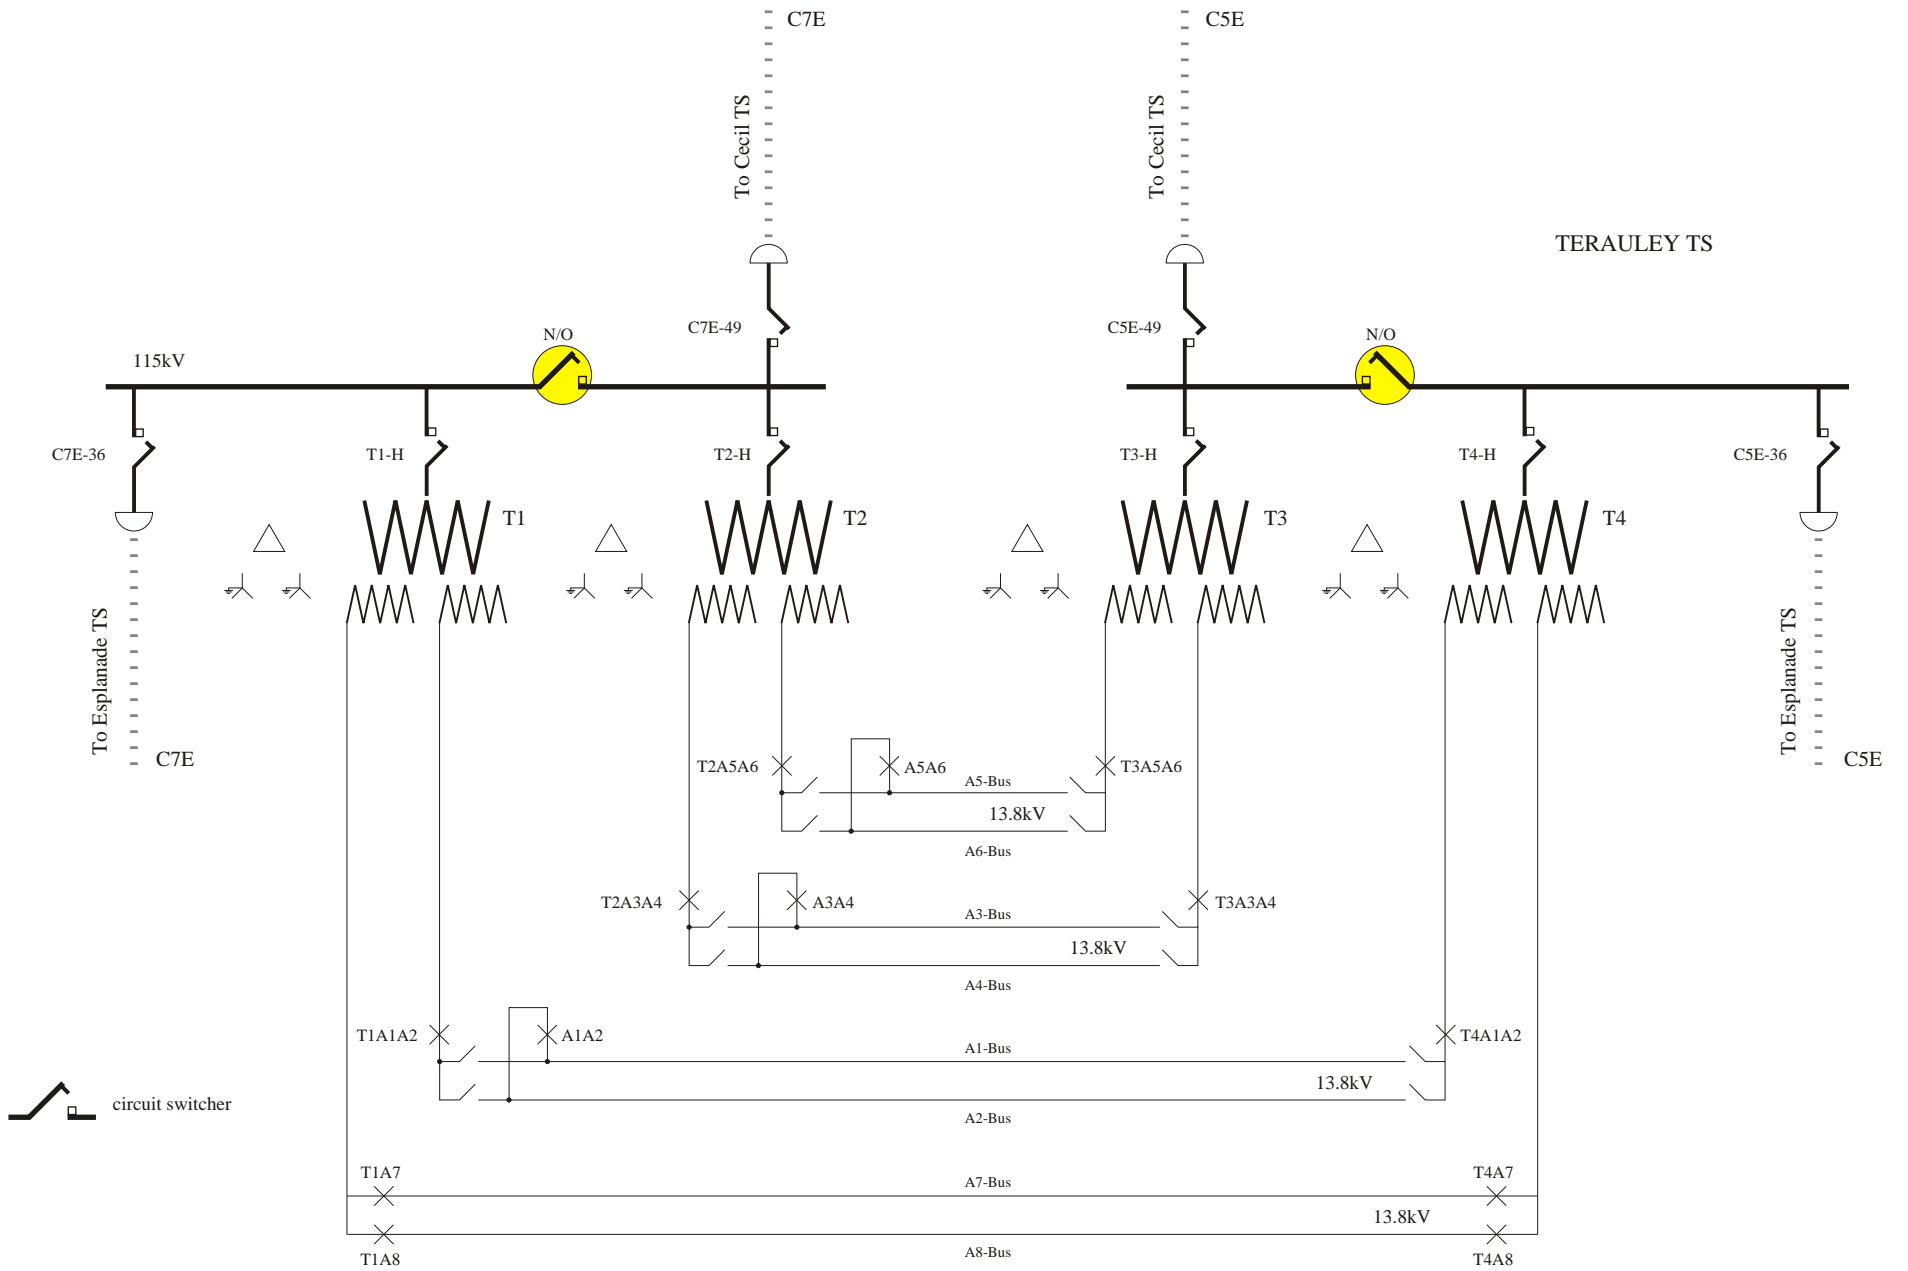 C7E
C5E
To Cecil TS
To Cecil TS
TERAULEY TS
C7E-49
C5E-49
N/O
N/O
115kV
C7E-36
T1-H
T2-H
T3-H
T4-H
C5E-36
T1
T2
T3
T4
To Esplanade TS
To Esplanade TS
C7E
C5E
T2A5A6
A5A6
T3A5A6
A5-Bus
13.8kV
A6-Bus
T2A3A4
A3A4
T3A3A4
A3-Bus
13.8kV
A4-Bus
T1A1A2
A1A2
T4A1A2
A1-Bus
13.8kV
circuit switcher
A2-Bus
T1A7
T4A7
A7-Bus
13.8kV
T1A8
A8-Bus
T4A8